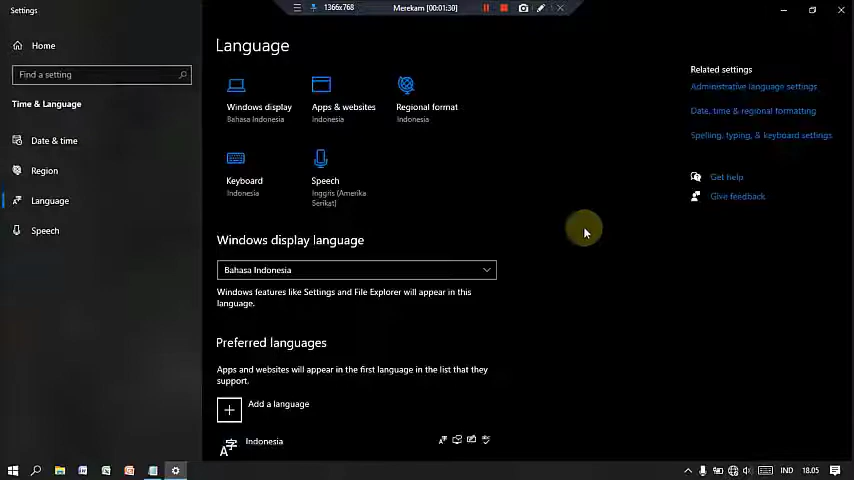 Settings
1366x768
Merekam [00:01:30]
Home
Find a setting
Time & Language
Date & time
Region
Language
Speech
Language
Windows display
Bahasa Indonesia
Apps & websites
Indonesia
Regional format
Indonesia
Keyboard
Indonesia
Speech
Inggris (Amerika
Serikat)
Windows display language
Bahasa Indonesia
Windows features like Settings and File Explorer will appear in this
language.
Preferred languages
Apps and websites will appear in the first language in the list that they
support.
Add a language
Indonesia
Related settings
Administrative language settings
Date, time & regional formatting
Spelling, typing, & keyboard settings
Get help
Give feedback
IND
18.05